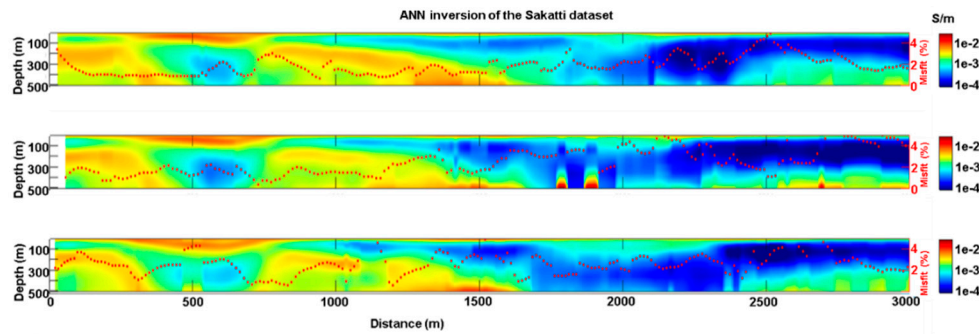 ANN inversion of the Sakatti dataset
S/m
Depth (m)
100
300
500
4
2
0
Misfit (%)
1e-2
1e-3
1e-4
Depth (m)
100
300
500
4
2
0
Misfit (%)
1e-2
1e-3
1e-4
Depth (m)
100
300
500
4
2
Misfit (%)
1e-2
1e-3
1e-4
0 500 1000 1500 2000 2500 3000
Distance (m)